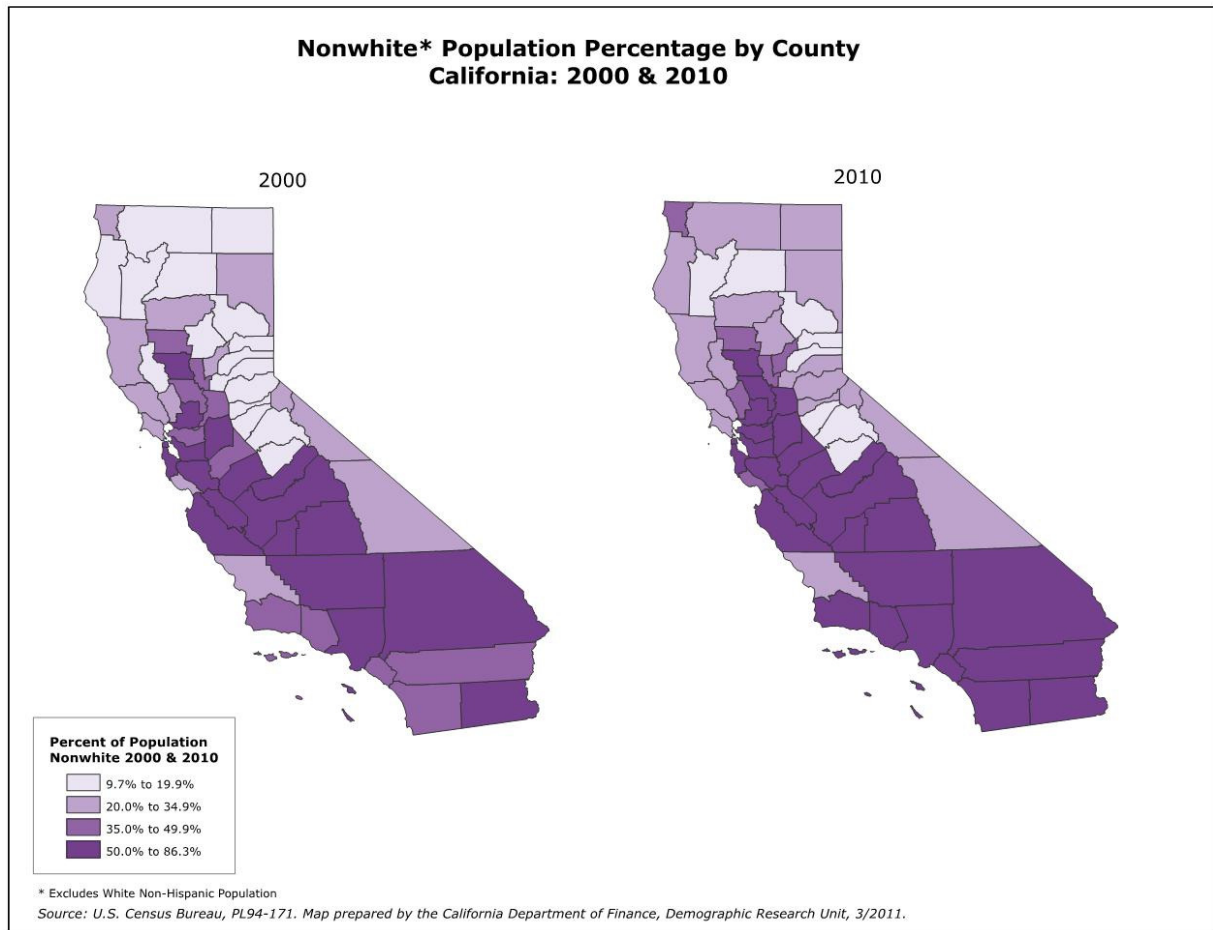 Nonwhite* Population Percentage by County
California: 2000 & 2010
2000
2010
Percent of Population
Nonwhite 2000 & 2010
9.7% to 19.9%
20.0% to 34.9%
35.0% to 49.9%
50.0% to 86.3%
* Excludes White Non-Hispanic Population
Source: U.S. Census Bureau, PL94-171. Map prepared by the California Department of Finance, Demographic Research Unit, 3/2011.